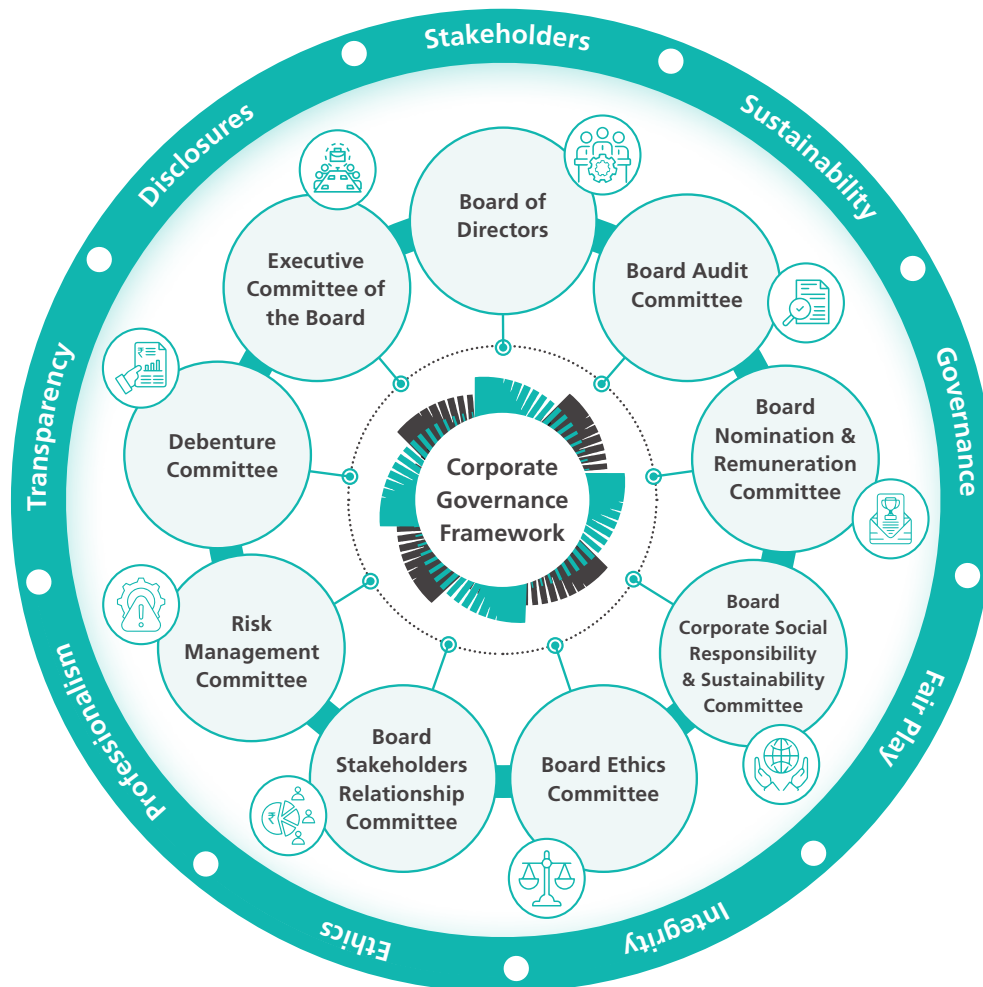 Stakeholders
Sustainability
Governance
Fair Play
Integrity
Ethics
Professionalism
Transparency
Disclosures
Board of
Directors
Board Audit
Committee
Board
Nomination &
Remuneration
Committee
Board
Corporate Social
Responsibility
& Sustainability
Committee
Board Ethics
Committee
Board
Stakeholders
Relationship
Committee
Risk
Management
Committee
Debenture
Committee
Executive
Committee of
the Board
Corporate
Governance
Framework
₹
₹